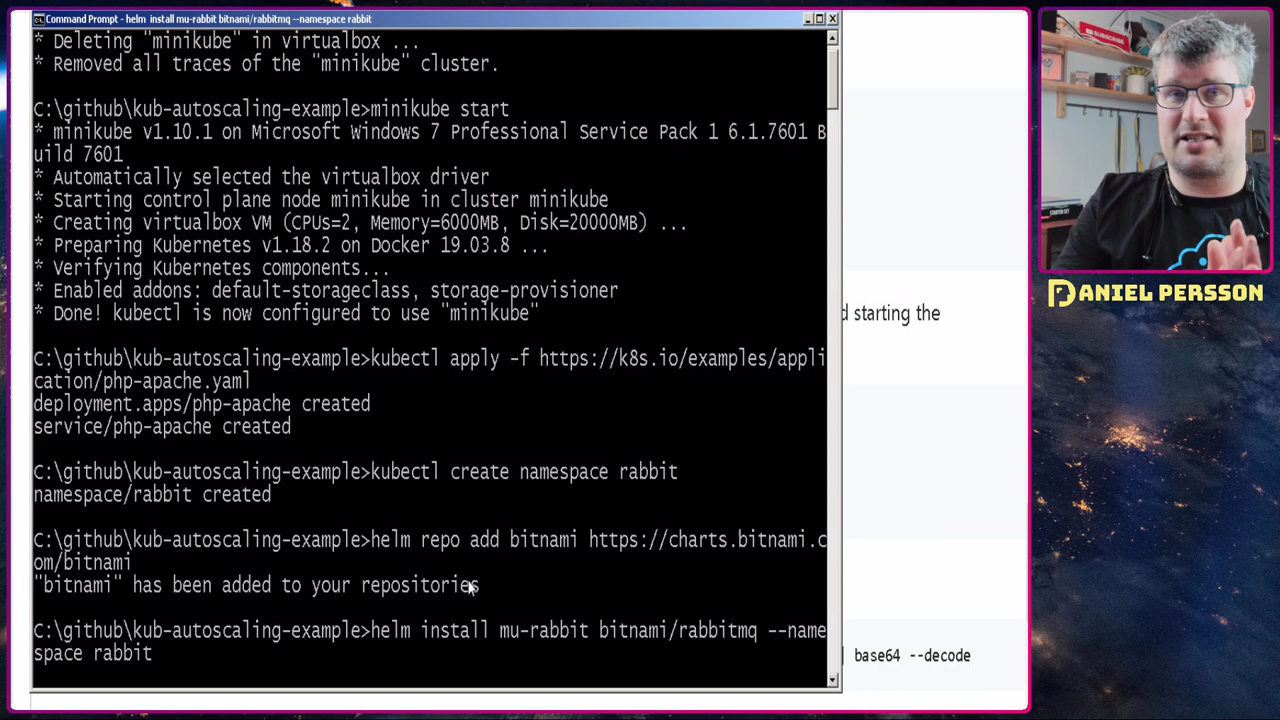 Command Prompt - helm install mu-rabbit bitnami/rabbitmq --namespace rabbit
* Deleting "minikube" in virtualbox ...
* Removed all traces of the "minikube" cluster.
C:\github\kub-autoscaling-example>minikube start
* minikube v1.10.1 on Microsoft Windows 7 Professional Service Pack 1 6.1.7601 B
uild 7601
* Automatically selected the virtualbox driver
* Starting control plane node minikube in cluster minikube
* Creating virtualbox VM (CPUs=2, Memory=6000MB, Disk=20000MB) ...
* Preparing Kubernetes v1.18.2 on Docker 19.03.8 ...
* Verifying Kubernetes components...
* Enabled addons: default-storageclass, storage-provisioner
* Done! kubectl is now configured to use "minikube"
C:\github\kub-autoscaling-example>kubectl apply -f https://k8s.io/examples/appli
cation/php-apache.yaml
deployment.apps/php-apache created
service/php-apache created
C:\github\kub-autoscaling-example>kubectl create namespace rabbit
namespace/rabbit created
C:\github\kub-autoscaling-example>helm repo add bitnami https://charts.bitnami.c
om/bitnami
"bitnami" has been added to your repositories
C:\github\kub-autoscaling-example>helm install mu-rabbit bitnami/rabbitmq --name
space rabbit
d starting the
base64 --decode
SUBSCRIBE
DANIEL PERSSON